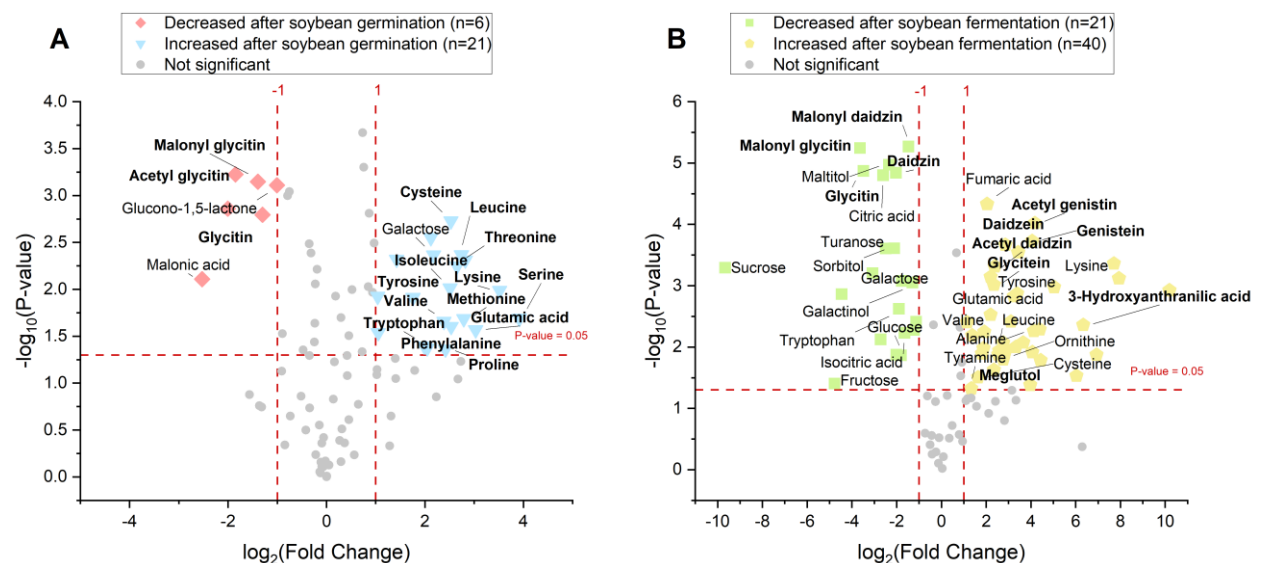 A
Decreased after soybean germination (n=6)
Increased after soybean germination (n=21)
Not significant
-1
1
4.0
3.5
3.0
2.5
2.0
1.5
1.0
0.5
0.0
-log10(P-value)
Malonyl glycitin
Acetyl glycitin
Glucono-1,5-lactone
Glycitin
Malonic acid
Cysteine
Leucine
Galactose
Threonine
Isoleucine
Tyrosine
Lysine
Serine
Valine
Methionine
Glutamic acid
Tryptophan
P-value = 0.05
Phenylalanine
Proline
-4
-2
0
2
4
log2(Fold Change)
B
Decreased after soybean fermentation (n=21)
Increased after soybean fermentation (n=40)
Not significant
-1
1
6
5
4
3
2
1
0
-log10(P-value)
Malonyl daidzin
Malonyl glycitin
Daidzin
Maltitol
Glycitin
Citric acid
Turanose
Sorbitol
Sucrose
Galactose
Galactinol
Glucose
Tryptophan
Isocitric acid
Fructose
Fumaric acid
Acetyl genistin
Daidzein
Genistein
Acetyl daidzin
Glycitein
Lysine
Tyrosine
Glutamic acid
3-Hydroxyanthranilic acid
Valine
Leucine
Alanine
Ornithine
Tyramine
Cysteine
Meglutol
P-value = 0.05
-10
-8
-6
-4
-2
0
2
4
6
8
10
log2(Fold Change)